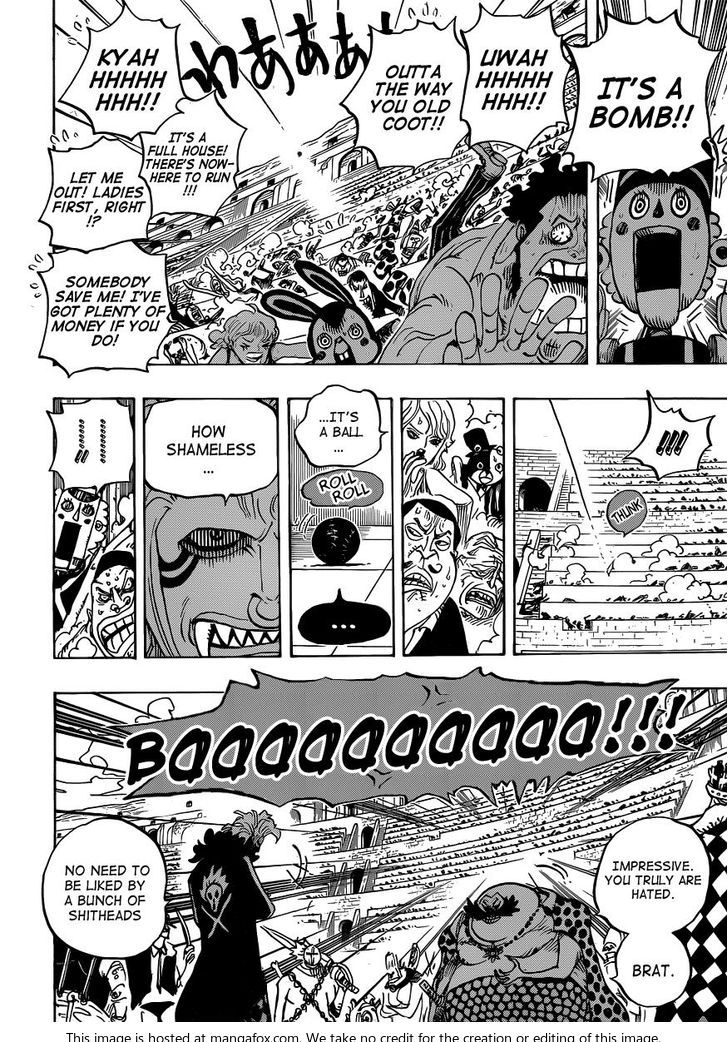 IT'S A
BOMB!!
UWAH
HHHHH
HHH!!
OUTTA
THE WAY
YOU OLD
COOT!!
わあああ
KYAH
HHHHH
HHH!!
IT'S A
FULL HOUSE!
THERE'S NOW-
HERE TO RUN
!!!
LET ME
OUT! LADIES
FIRST, RIGHT
!?
SOMEBODY
SAVE ME! I'VE
GOT PLENTY OF
MONEY IF YOU
DO!
!!!
THUNK
...IT'S
A BALL...
ROLL
ROLL
...
HOW
SHAMELESS
...
BOOOOOOOOOO!!!
IMPRESSIVE.
YOU TRULY ARE
HATED.
BRAT.
NO NEED TO
BE LIKED BY
A BUNCH OF
SHITHEADS
This image is hosted at mangafox.com. We take no credit for the creation or editing of this image.